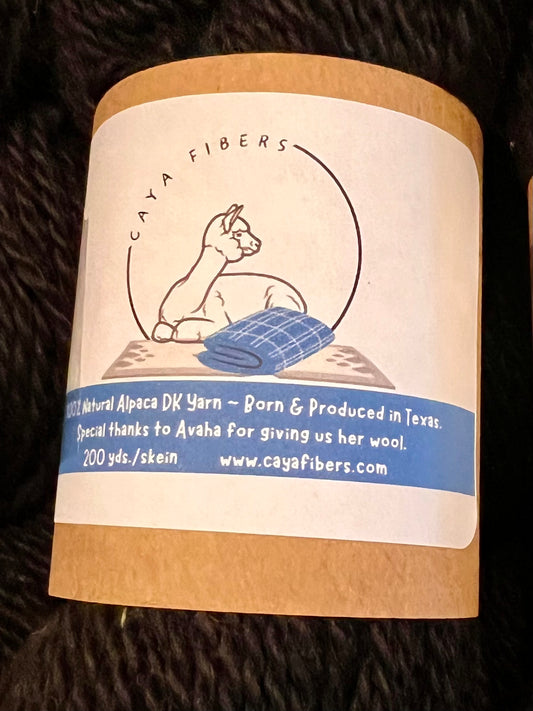 CAYA FIBERS
100% Natural Alpaca DK Yarn ~ Born & Produced in Texas.
Special thanks to Avaha for giving us her wool.
200 yds./skein www.cayafibers.com